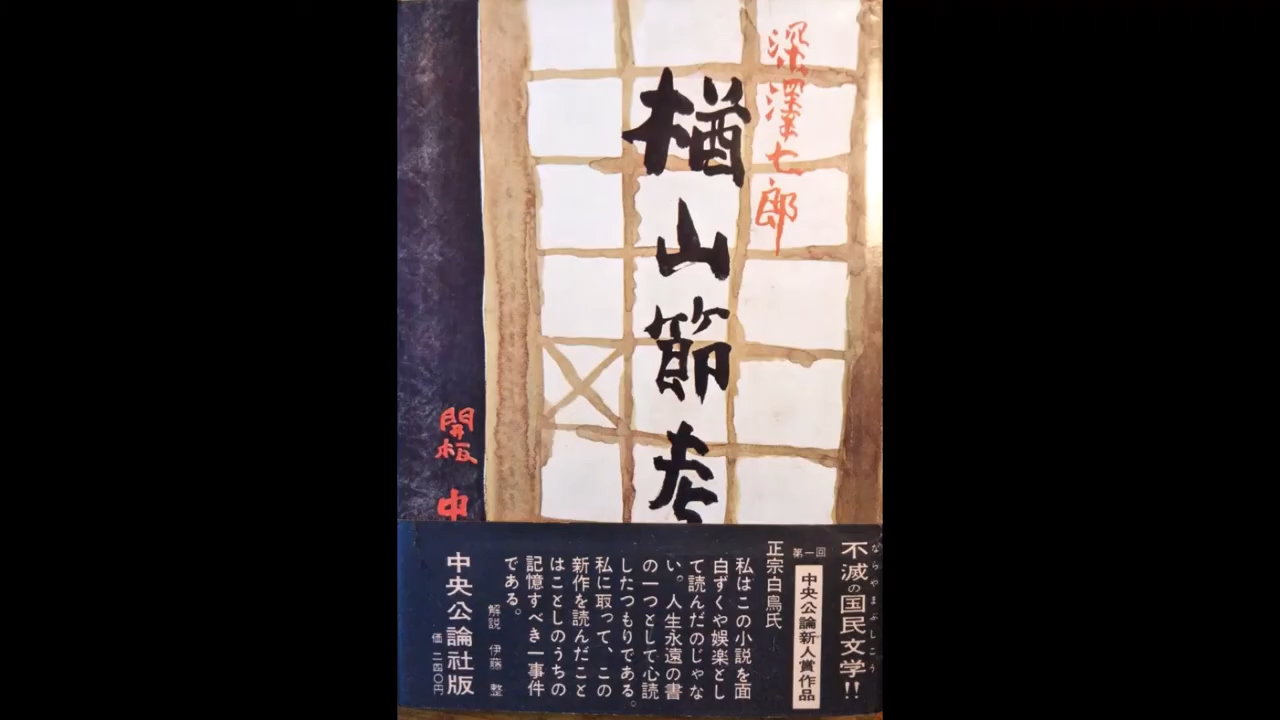 深澤七郎
楢山節考
開板 中
ならやまぶしこう
不滅の国民文学!!
第一回
中央公論新人賞作品
正宗白鳥氏―
私はこの小説を面
白ずくや娯楽とし
て読んだのじゃな
い。人生永遠の書
の一つとして心読
したつもりである。
私に取って、この
新作を読んだこと
はことしのうちの
記憶すべき一事件
である。
解説 伊藤 整
中央公論社版
価 二四〇円